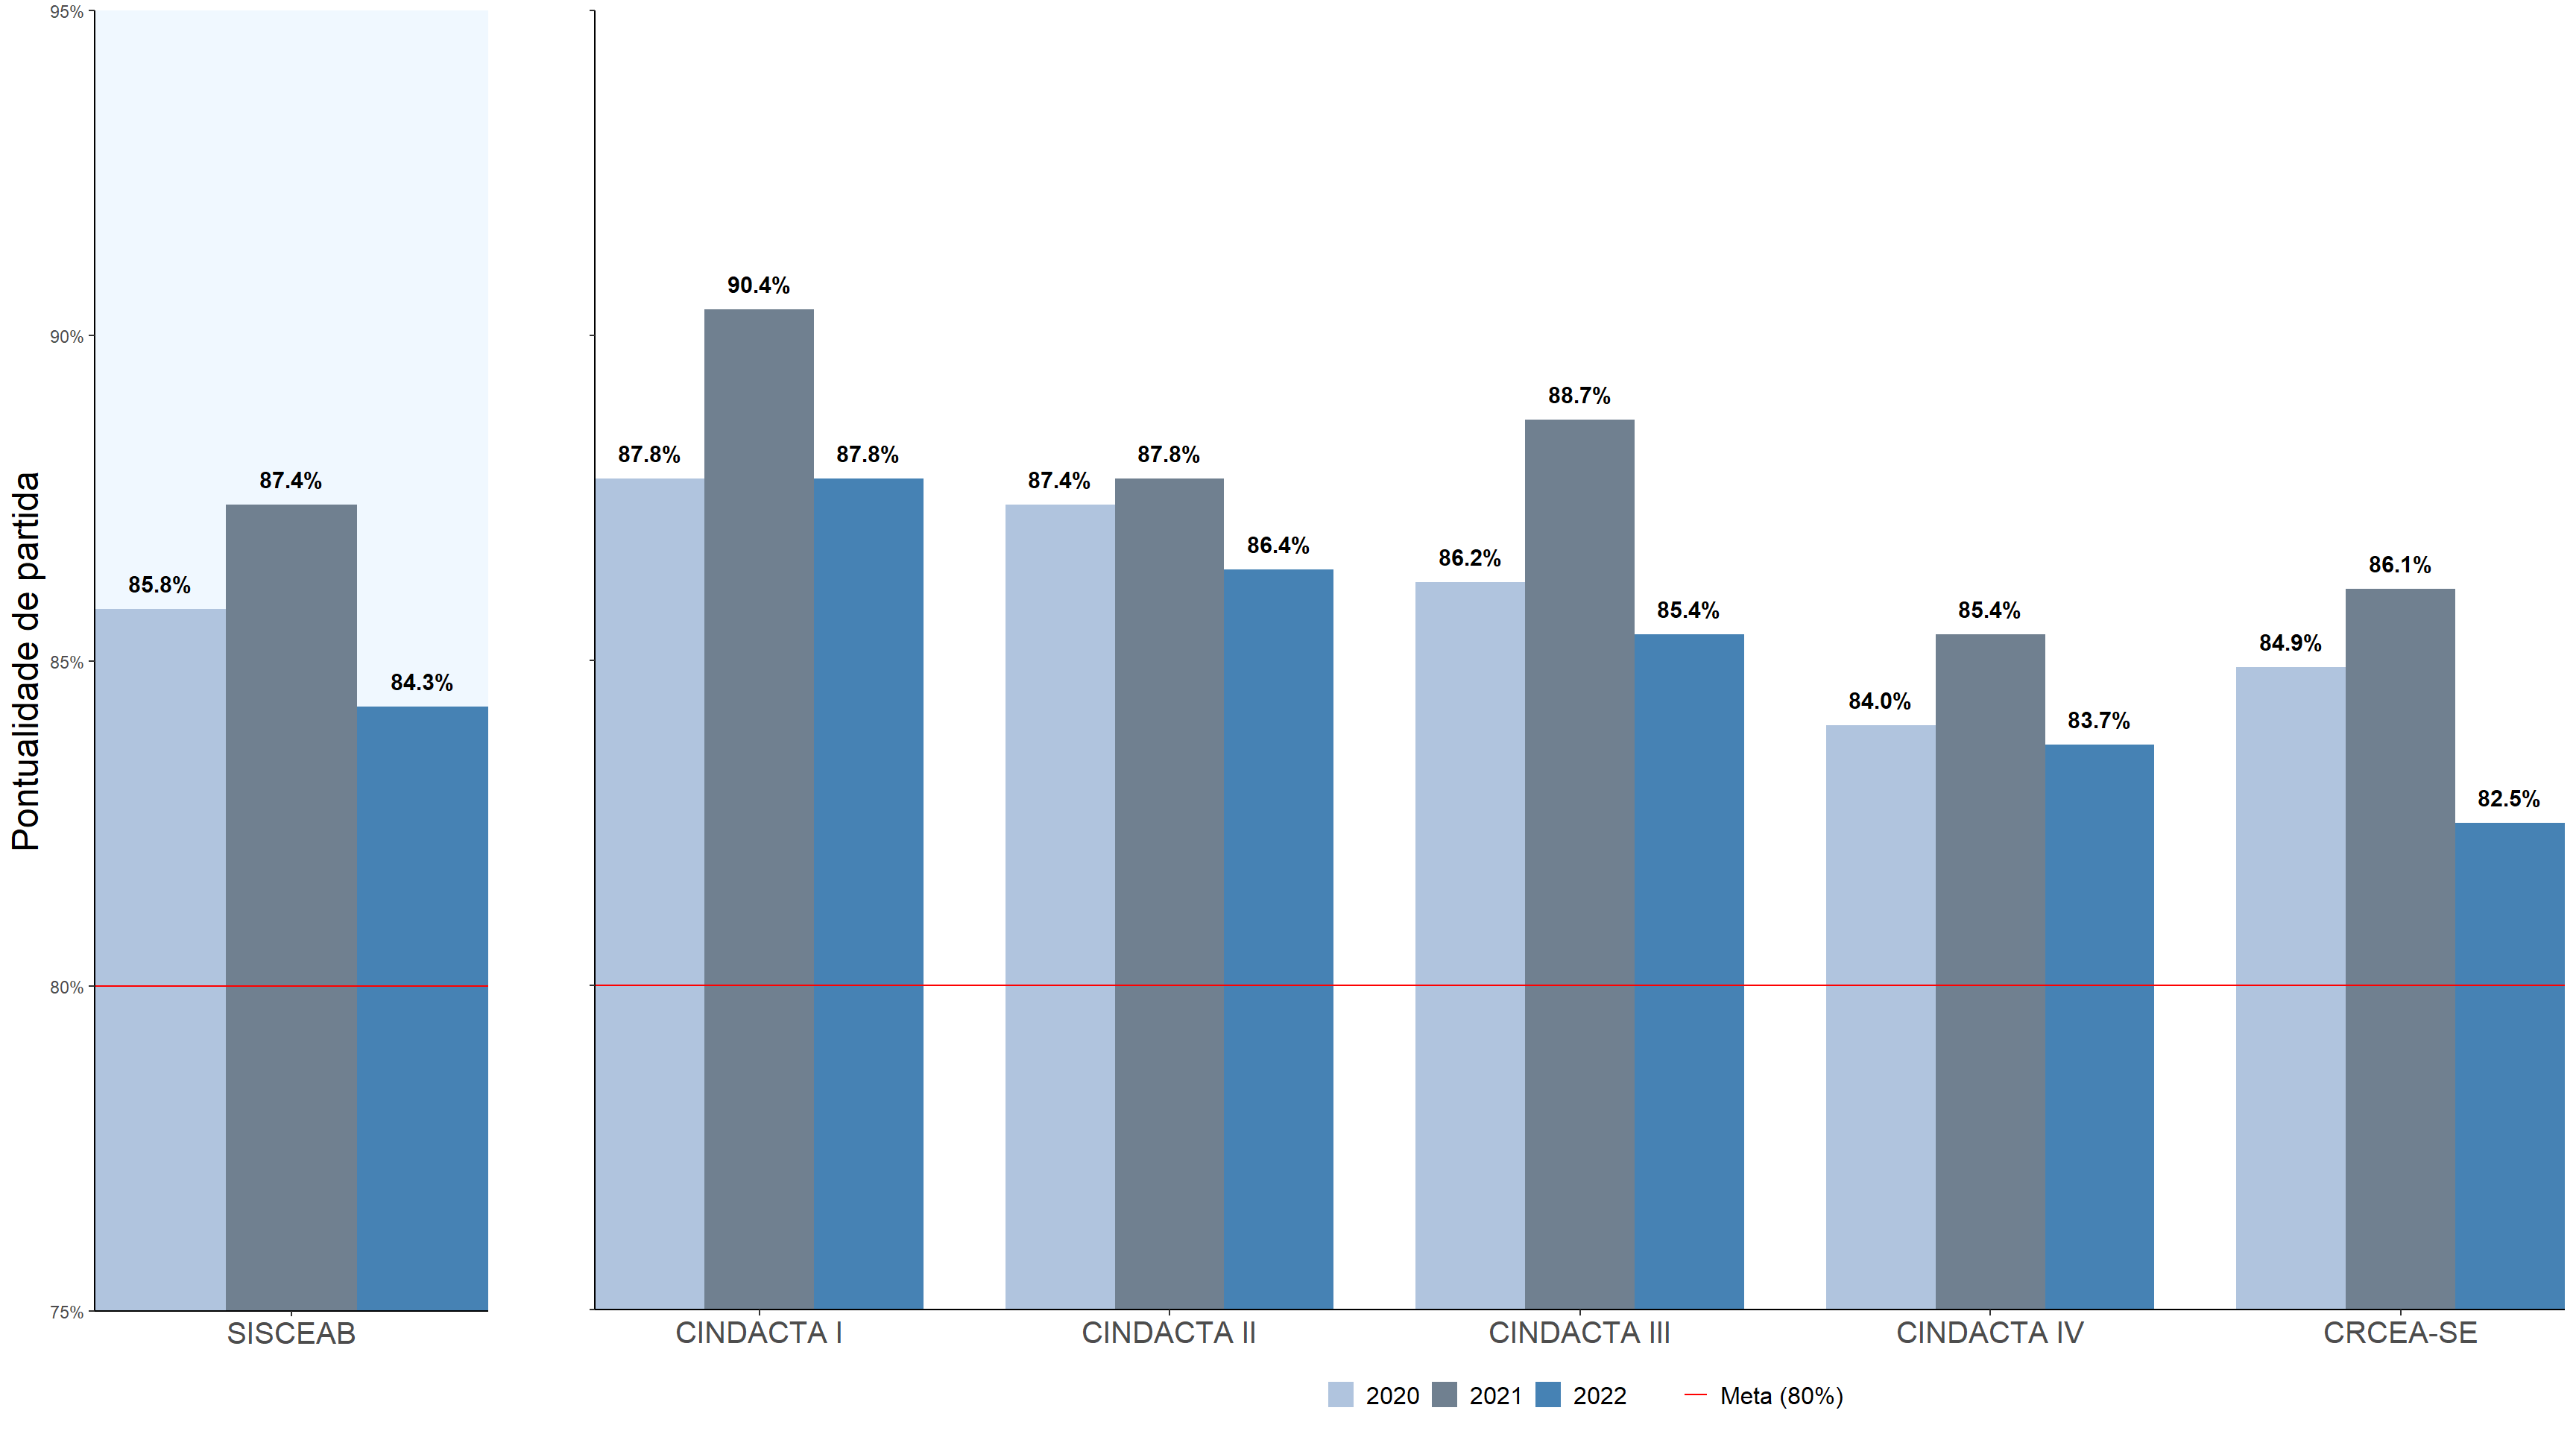 Pontualidade de partida
95%
90%
85%
80%
75%
85.8%
87.4%
84.3%
SISCEAB
87.8%
90.4%
87.8%
CINDACTA I
87.4%
87.8%
86.4%
CINDACTA II
86.2%
88.7%
85.4%
CINDACTA III
84.0%
85.4%
83.7%
CINDACTA IV
84.9%
86.1%
82.5%
CRCEA-SE
2020 2021 2022 Meta (80%)